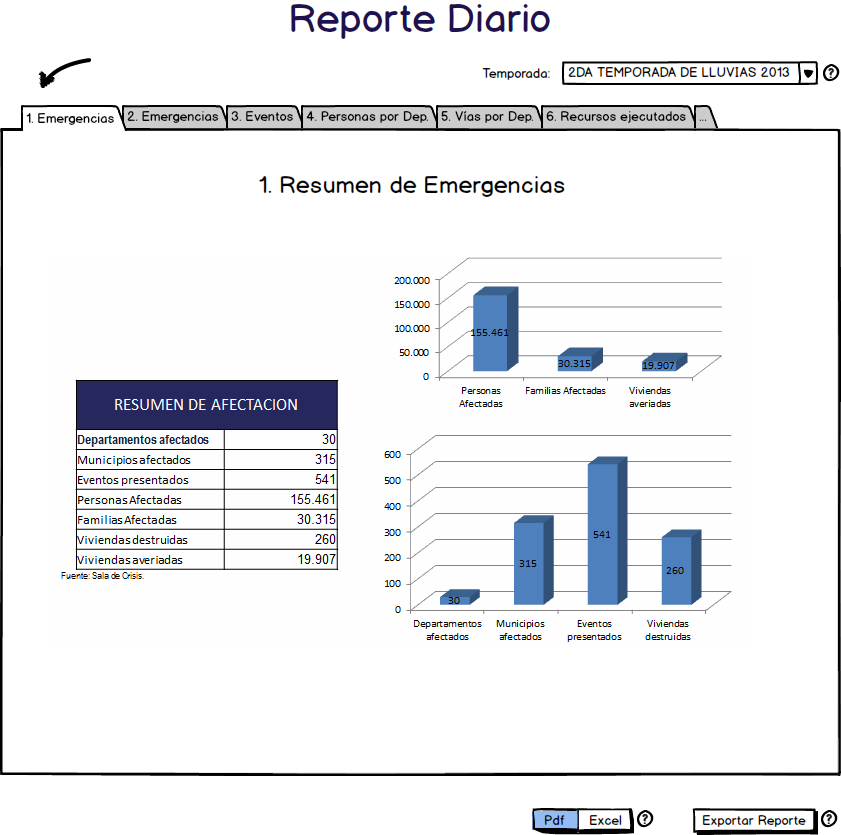 Reporte Diario
Temporada: 2DA TEMPORADA DE LLUVIAS 2013 ?
1. Emergencias 2. Emergencias 3. Eventos 4. Personas por Dep. 5. Vías por Dep. 6. Recursos ejecutados ...
1. Resumen de Emergencias
200.000
150.000
100.000
50.000
0
155.461
30.315
19.907
Personas Afectadas
Familias Afectadas
Viviendas averiadas
RESUMEN DE AFECTACION
Departamentos afectados 30
Municipios afectados 315
Eventos presentados 541
Personas Afectadas 155.461
Familias Afectadas 30.315
Viviendas destruidas 260
Viviendas averiadas 19.907
Fuente: Sala de Crisis.
600
500
400
300
200
100
0
30
315
541
260
Departamentos afectados
Municipios afectados
Eventos presentados
Viviendas destruidas
Pdf Excel ? Exportar Reporte ?